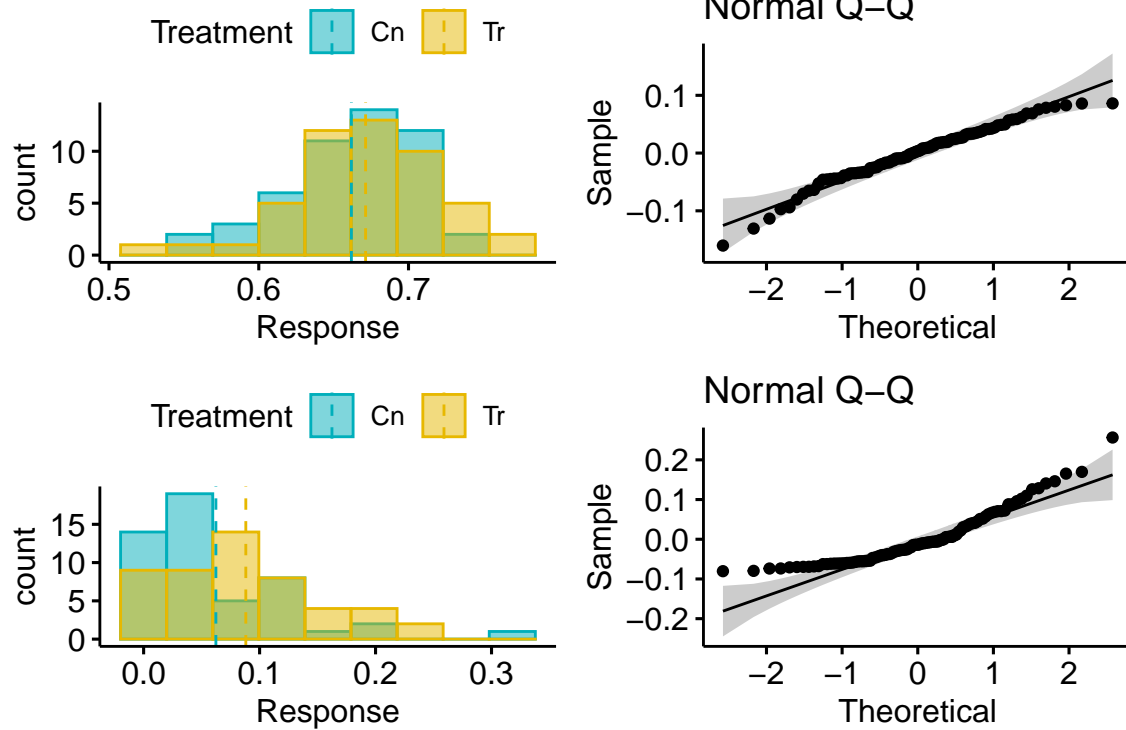 Treatment Cn Tr
10
5
0
count
0.5 0.6 0.7
Response
Normal Q−Q
0.1
0.0
−0.1
Sample
−2 −1 0 1 2
Theoretical
Treatment Cn Tr
15
10
5
0
count
0.0 0.1 0.2 0.3
Response
Normal Q−Q
0.2
0.1
0.0
−0.1
−0.2
Sample
−2 −1 0 1 2
Theoretical